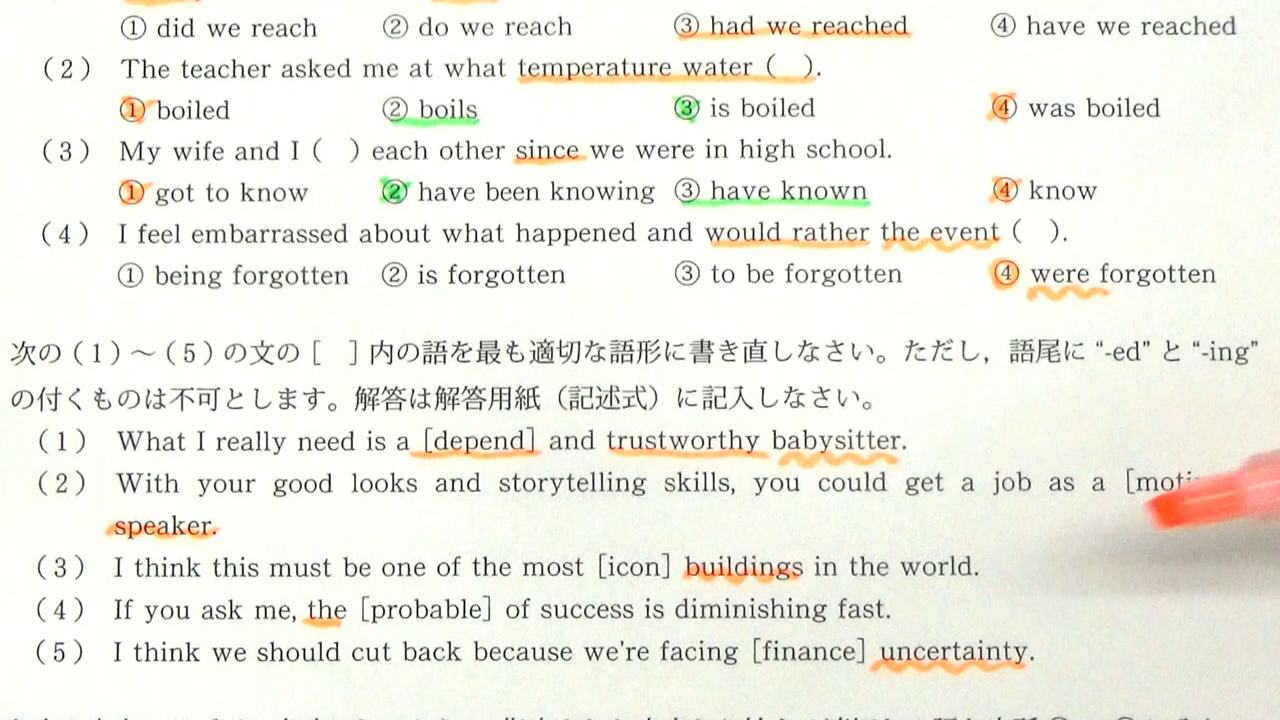 ① did we reach ② do we reach ③ had we reached ④ have we reached
(2) The teacher asked me at what temperature water ( ).
① boiled ② boils ③ is boiled ④ was boiled
(3) My wife and I ( ) each other since we were in high school.
① got to know ② have been knowing ③ have known ④ know
(4) I feel embarrassed about what happened and would rather the event ( ).
① being forgotten ② is forgotten ③ to be forgotten ④ were forgotten
次の(1)～(5)の文の[ ]内の語を最も適切な語形に書き直しなさい。ただし，語尾に “-ed” と “-ing”
の付くものは不可とします。解答は解答用紙（記述式）に記入しなさい。
(1) What I really need is a [depend] and trustworthy babysitter.
(2) With your good looks and storytelling skills, you could get a job as a
speaker.
(3) I think this must be one of the most [icon] buildings in the world.
(4) If you ask me, the [probable] of success is diminishing fast.
(5) I think we should cut back because we're facing [finance] uncertainty.